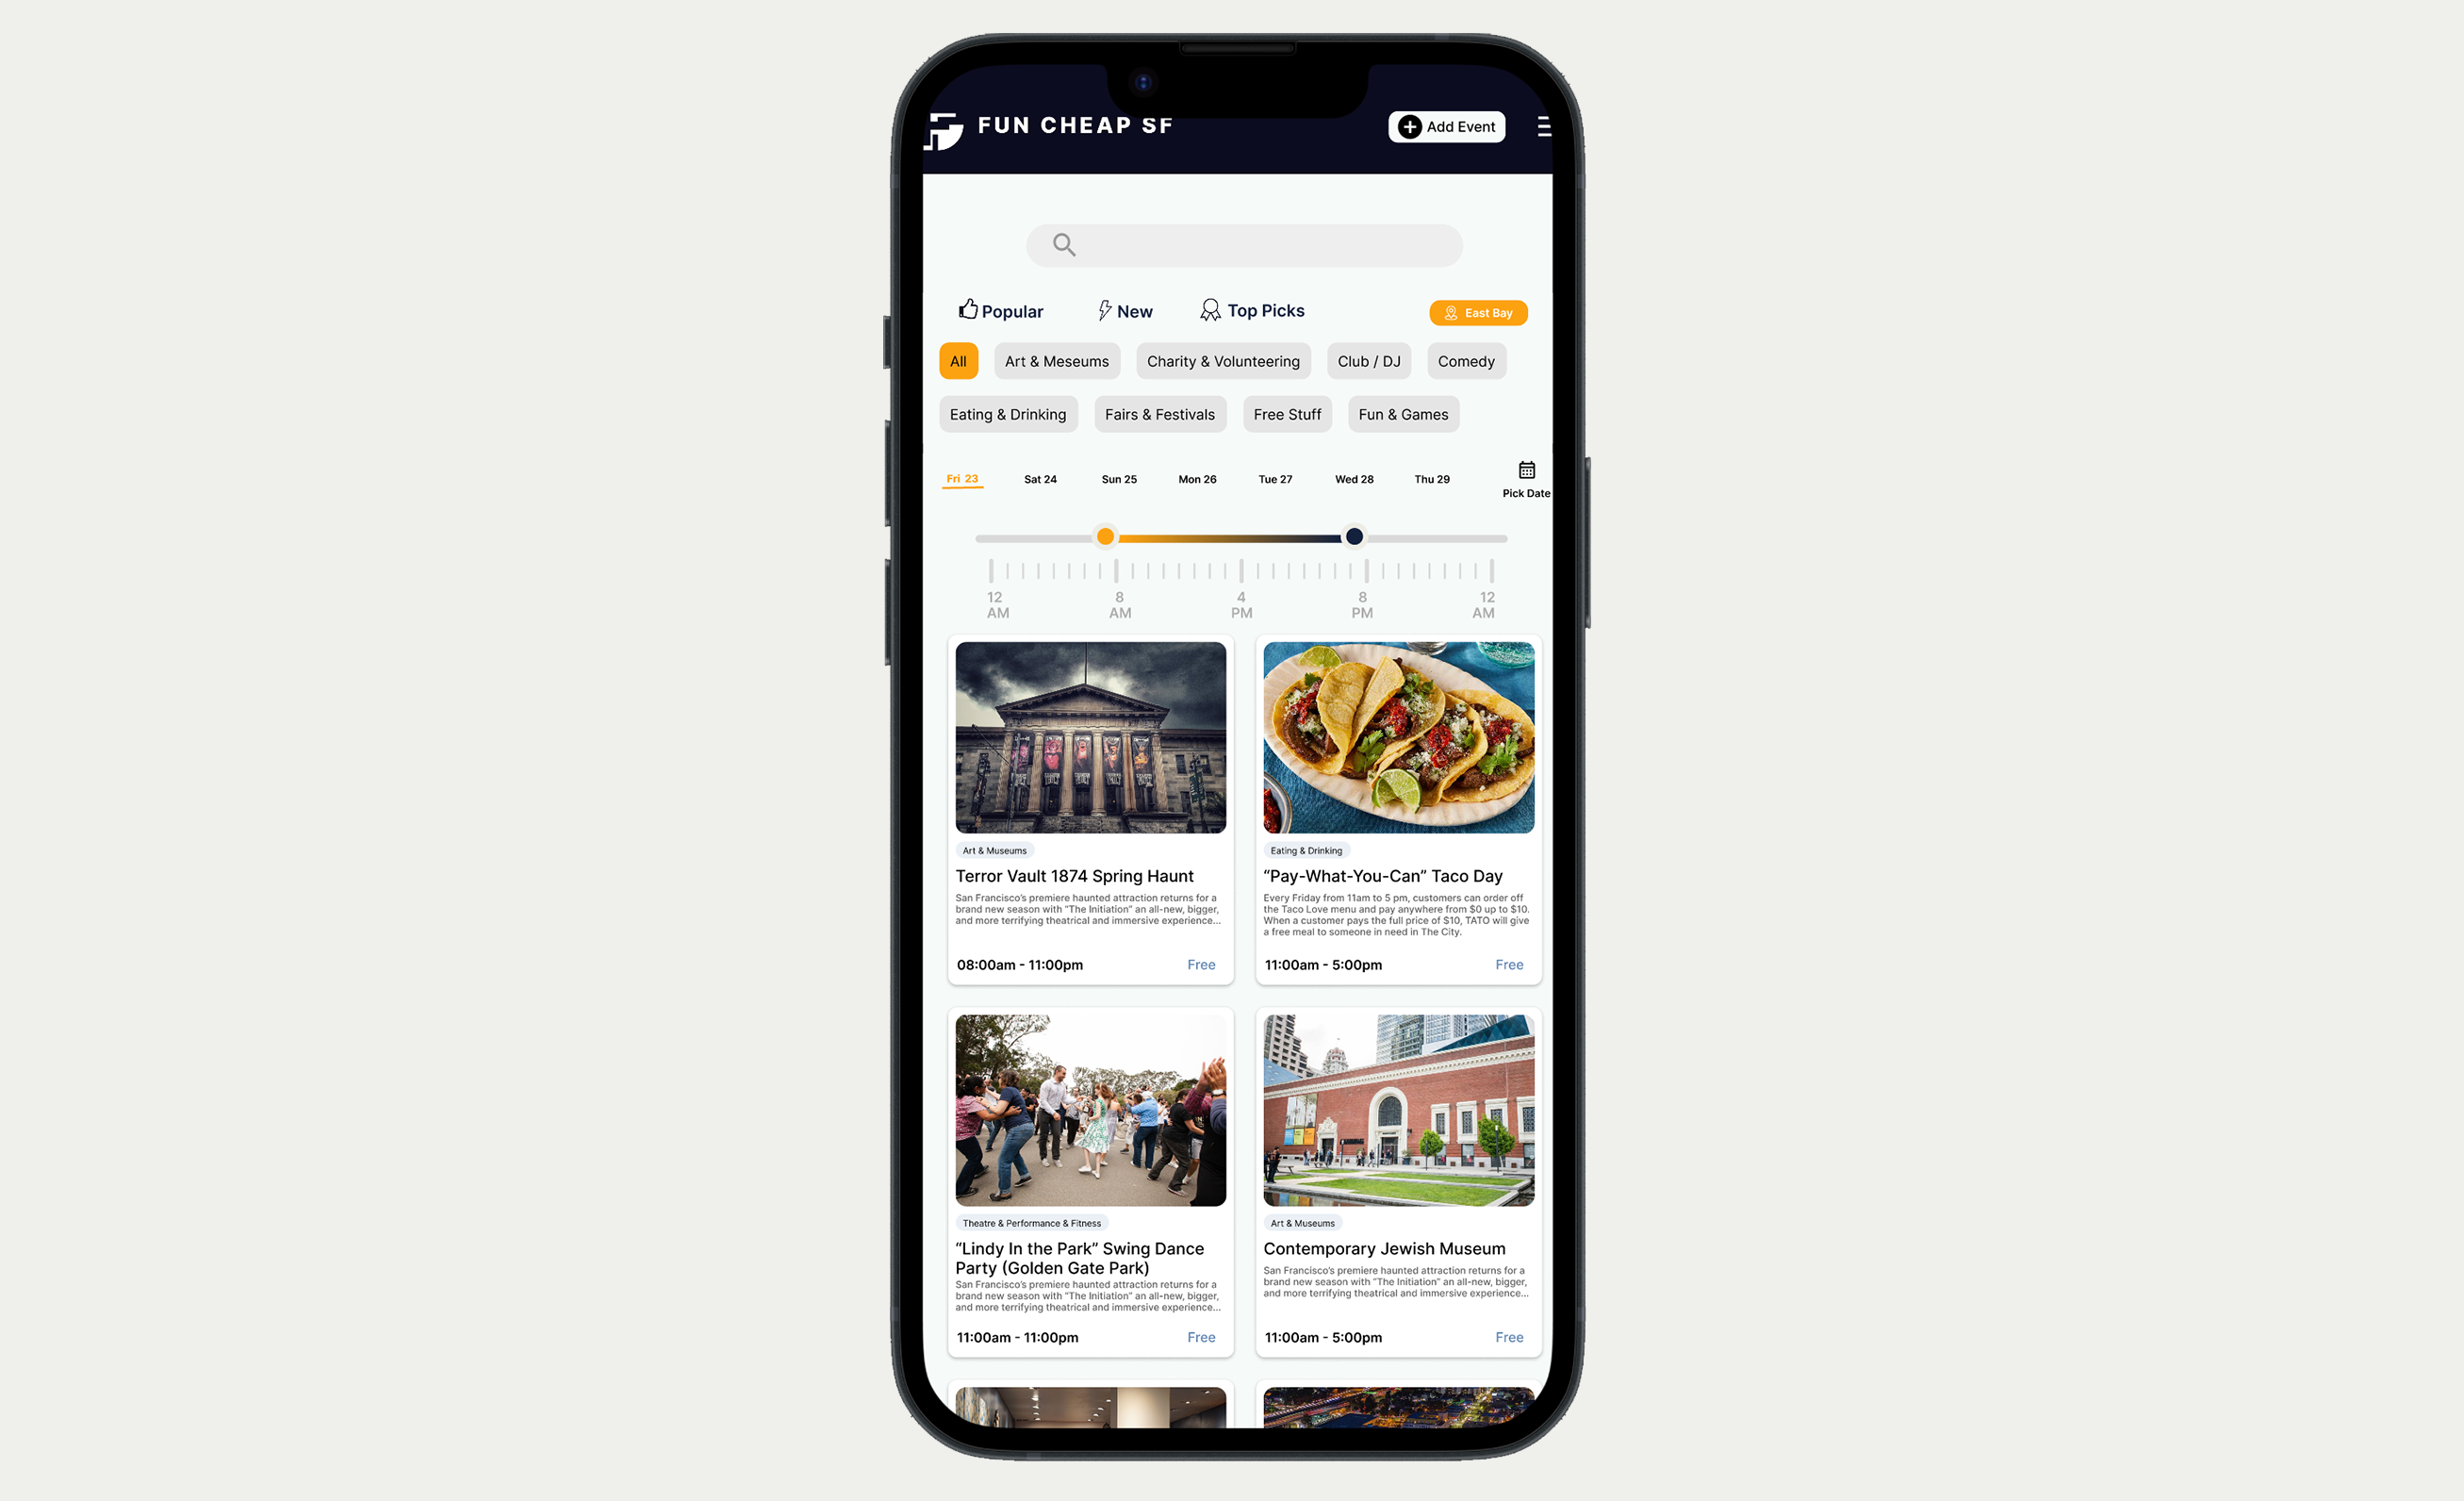 FUN CHEAP SF
Add Event
Popular
New
Top Picks
East Bay
All
Art & Meseums
Charity & Volunteering
Club / DJ
Comedy
Eating & Drinking
Fairs & Festivals
Free Stuff
Fun & Games
Fri 23
Sat 24
Sun 25
Mon 26
Tue 27
Wed 28
Thu 29
Pick Date
12
AM
8
AM
4
PM
8
PM
12
AM
Art & Museums
Terror Vault 1874 Spring Haunt
San Francisco's premiere haunted attraction returns for a
brand new season with "The Initiation" an all-new, bigger,
and more terrifying theatrical and immersive experience...
08:00am - 11:00pm
Free
Eating & Drinking
“Pay-What-You-Can” Taco Day
Every Friday from 11am to 5 pm, customers can order off
the Taco Love menu and pay anywhere from $0 up to $10.
When a customer pays the full price of $10, TATO will give
a free meal to someone in need in The City.
11:00am - 5:00pm
Free
Theatre & Performance & Fitness
“Lindy In the Park” Swing Dance
Party (Golden Gate Park)
San Francisco's premiere haunted attraction returns for a
brand new season with "The Initiation" an all-new, bigger,
and more terrifying theatrical and immersive experience...
11:00am - 11:00pm
Free
Art & Museums
Contemporary Jewish Museum
San Francisco's premiere haunted attraction returns for a
brand new season with "The Initiation" an all-new, bigger,
and more terrifying theatrical and immersive experience...
11:00am - 5:00pm
Free